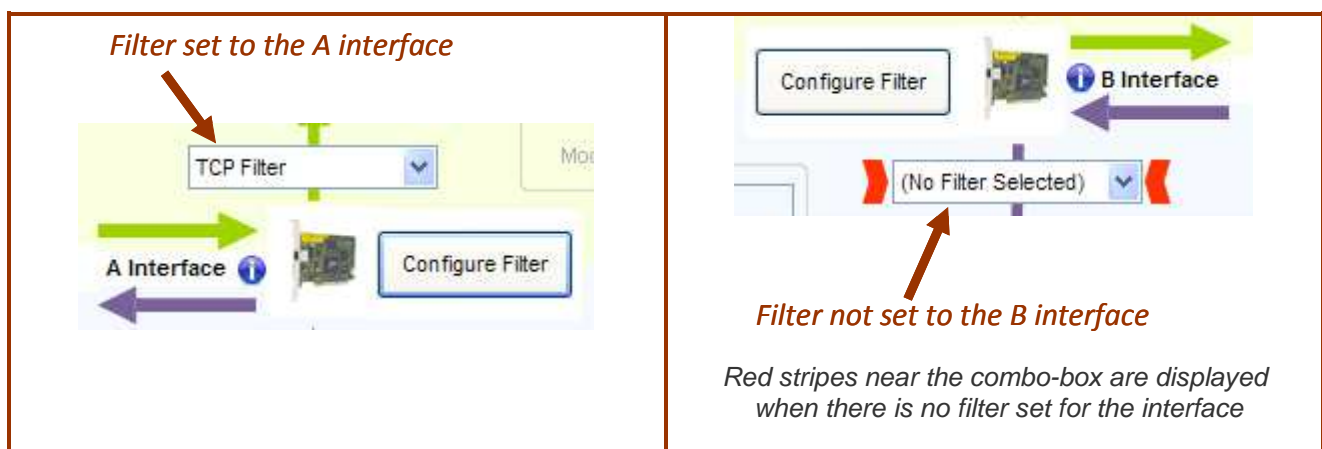 Filter set to the A interface
TCP Filter
A Interface
Configure Filter
Configure Filter
B Interface
(No Filter Selected)
Filter not set to the B interface
Red stripes near the combo-box are displayed
when there is no filter set for the interface